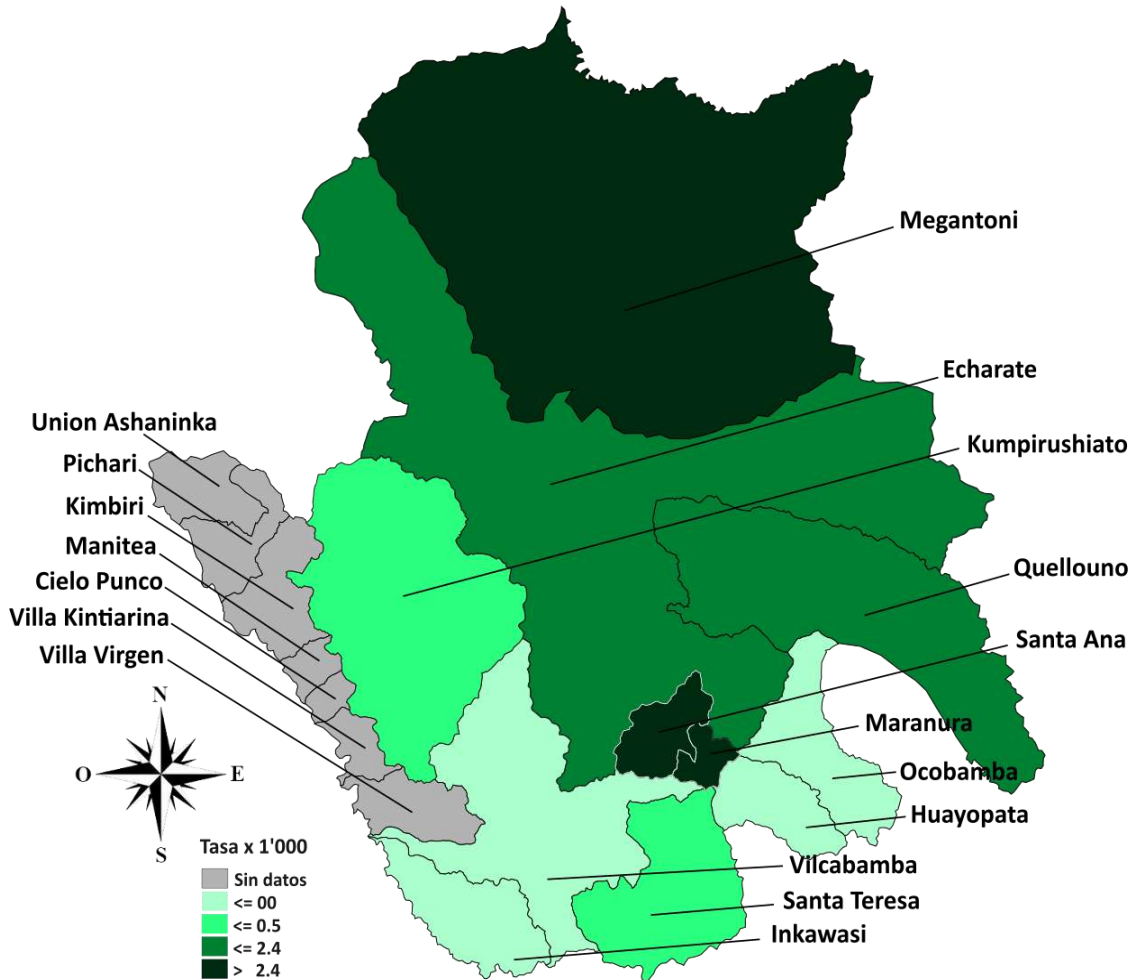 Megantoni
Echarate
Kumpirushiato
Union Ashaninka
Pichari
Kimbiri
Manitea
Cielo Punco
Villa Kintiarina
Villa Virgen
Quellouno
Santa Ana
Maranura
Ocobamba
Huayopata
Vilcabamba
Santa Teresa
Inkawasi
N
O
E
S
Tasa x 1'000
Sin datos
<= 00
<= 0.5
<= 2.4
> 2.4